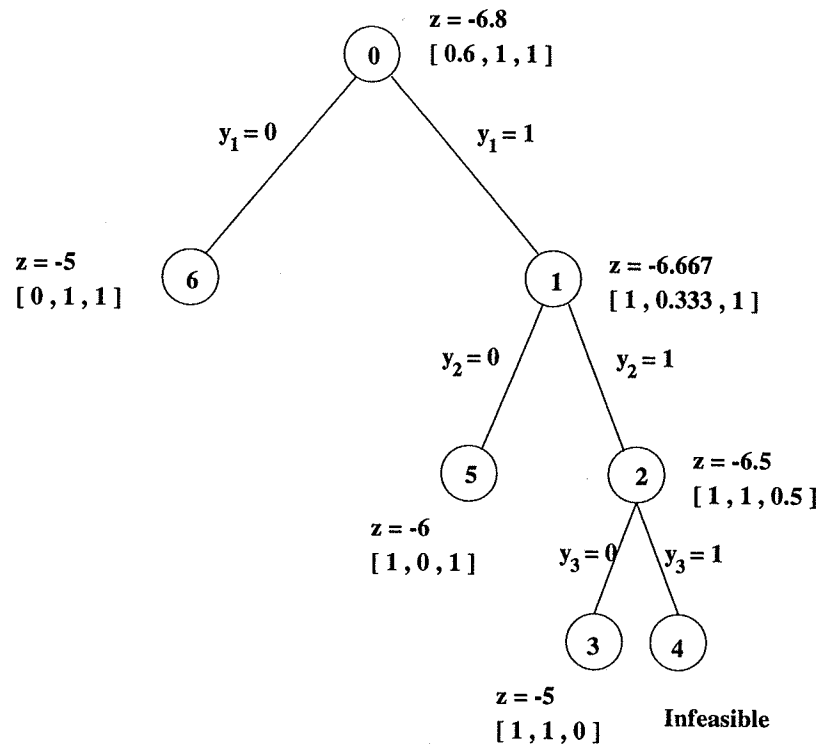 z = -6.8
0
[ 0.6 , 1 , 1 ]
y₁ = 0
y₁ = 1
z = -5
6
[ 0 , 1 , 1 ]
1
z = -6.667
[ 1 , 0.333 , 1 ]
y₂ = 0
y₂ = 1
5
2
z = -6.5
[ 1 , 1 , 0.5 ]
z = -6
[ 1 , 0 , 1 ]
y₃ = 0
y₃ = 1
3
4
z = -5
[ 1 , 1 , 0 ]
Infeasible